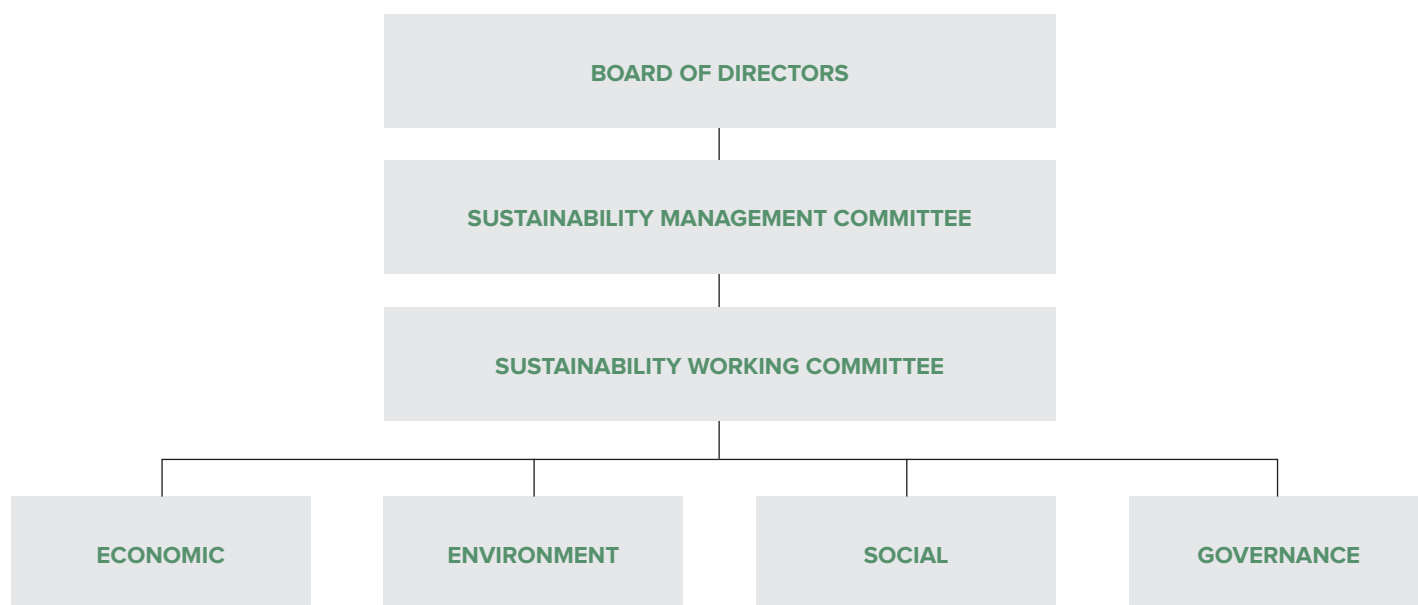 BOARD OF DIRECTORS
SUSTAINABILITY MANAGEMENT COMMITTEE
SUSTAINABILITY WORKING COMMITTEE
ECONOMIC
ENVIRONMENT
SOCIAL
GOVERNANCE